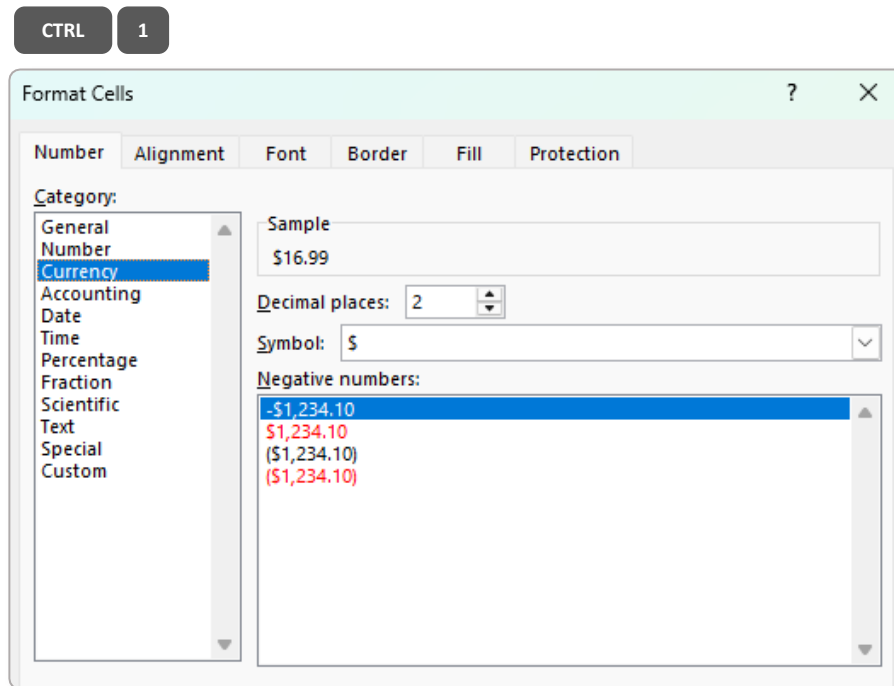 CTRL 1
Format Cells ?
Number Alignment Font Border Fill Protection
Category:
General
Number
Currency
Accounting
Date
Time
Percentage
Fraction
Scientific
Text
Special
Custom
Sample
$16.99
Decimal places: 2
Symbol: $
Negative numbers:
-$1,234.10
$1,234.10
($1,234.10)
($1,234.10)